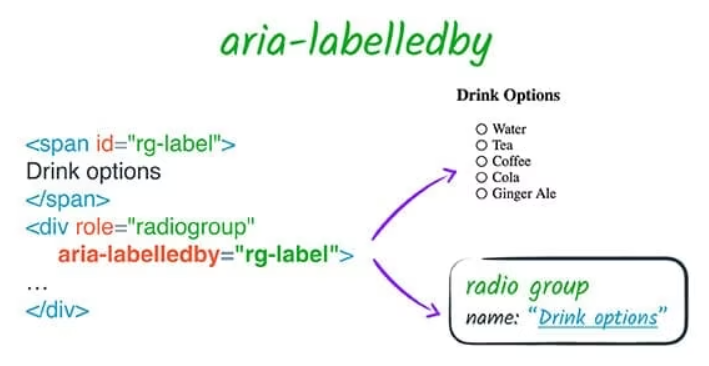 aria-labelledby
<span id="rg-label">
Drink options
</span>
<div role="radiogroup"
aria-labelledby="rg-label">
...
</div>
Drink Options
Water
Tea
Coffee
Cola
Ginger Ale
radio group
name: “Drink options”